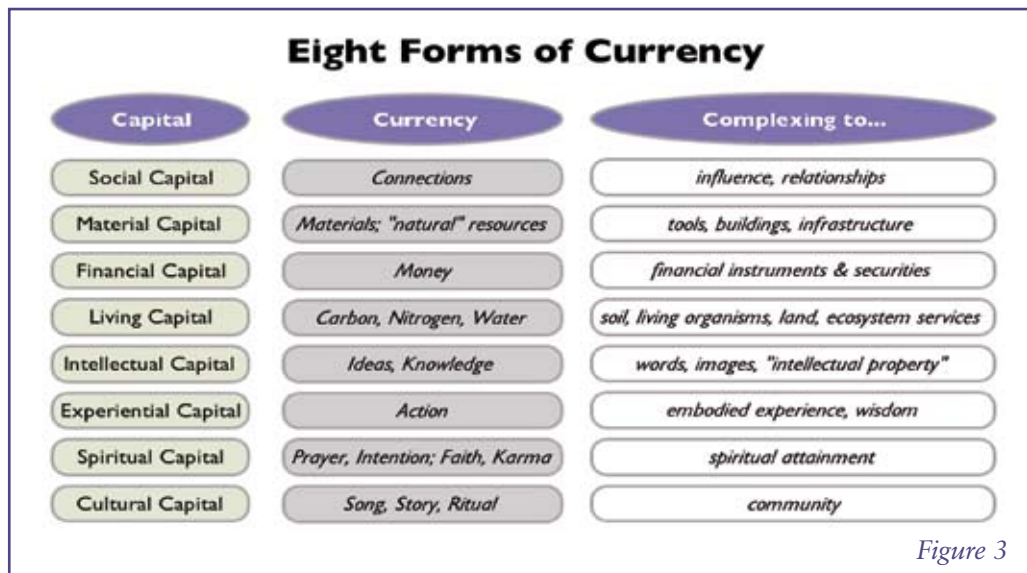 Eight Forms of Currency
Capital Currency Complexing to...
Social Capital Connections influence, relationships
Material Capital Materials; "natural" resources tools, buildings, infrastructure
Financial Capital Money financial instruments & securities
Living Capital Carbon, Nitrogen, Water soil, living organisms, land, ecosystem services
Intellectual Capital Ideas, Knowledge words, images, "intellectual property"
Experiential Capital Action embodied experience, wisdom
Spiritual Capital Prayer, Intention; Faith, Karma spiritual attainment
Cultural Capital Song, Story, Ritual community
Figure 3